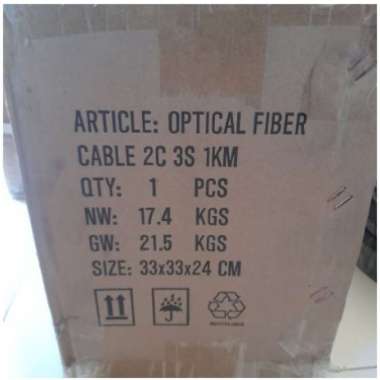 ARTICLE: OPTICAL FIBER
CABLE 2C 3S 1KM
QTY: 1 PCS
NW: 17.4 KGS
GW: 21.5 KGS
SIZE: 33x33x24 CM